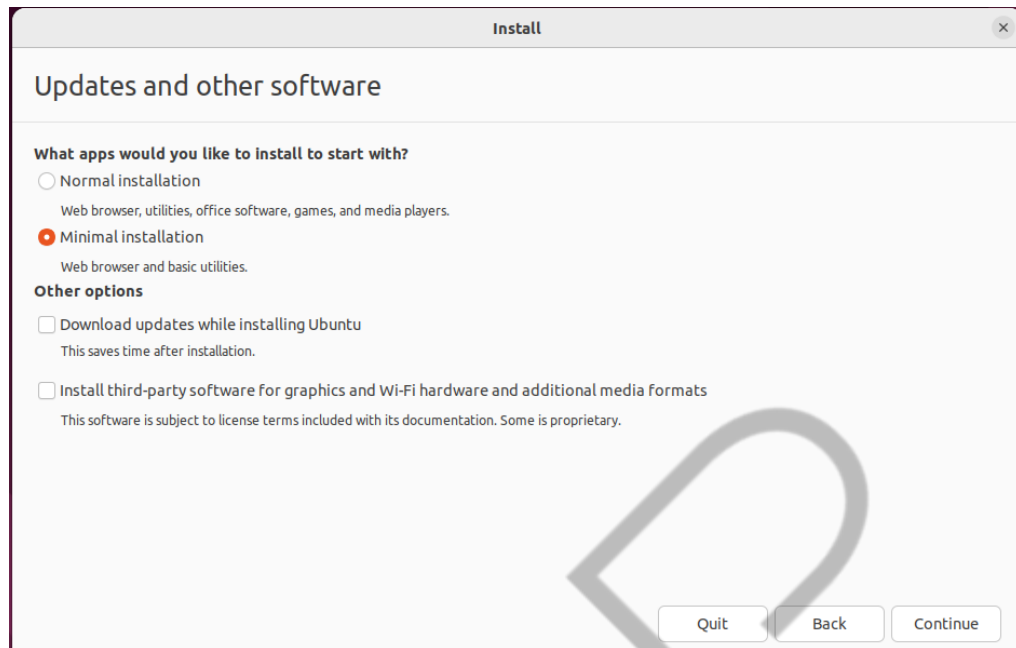 Install
Updates and other software
What apps would you like to install to start with?
Normal installation
Web browser, utilities, office software, games, and media players.
Minimal installation
Web browser and basic utilities.
Other options
Download updates while installing Ubuntu
This saves time after installation.
Install third-party software for graphics and Wi-Fi hardware and additional media formats
This software is subject to license terms included with its documentation. Some is proprietary.
Quit Back Continue